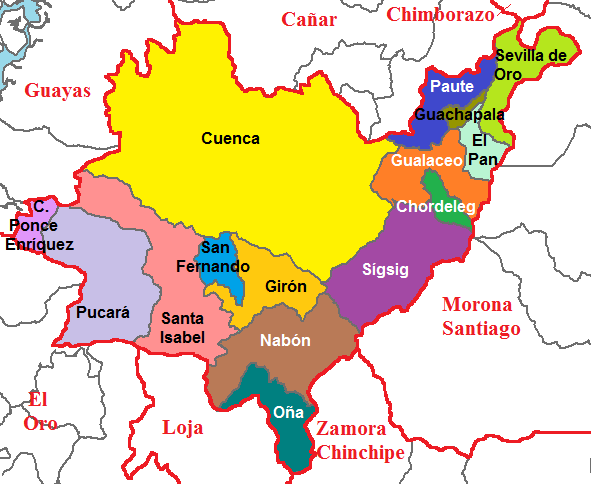 Chimborazo
Cañar
Sevilla de
Oro
Guayas
Paute
Guachapala
Cuenca
El
Pan
Gualaceo
C.
Ponce
Enríquez
Chordeleg
San
Fernando
Sígsig
Girón
Pucará
Santa
Isabel
Morona
Santiago
Nabón
El
Oro
Loja
Oña
Zamora
Chinchipe